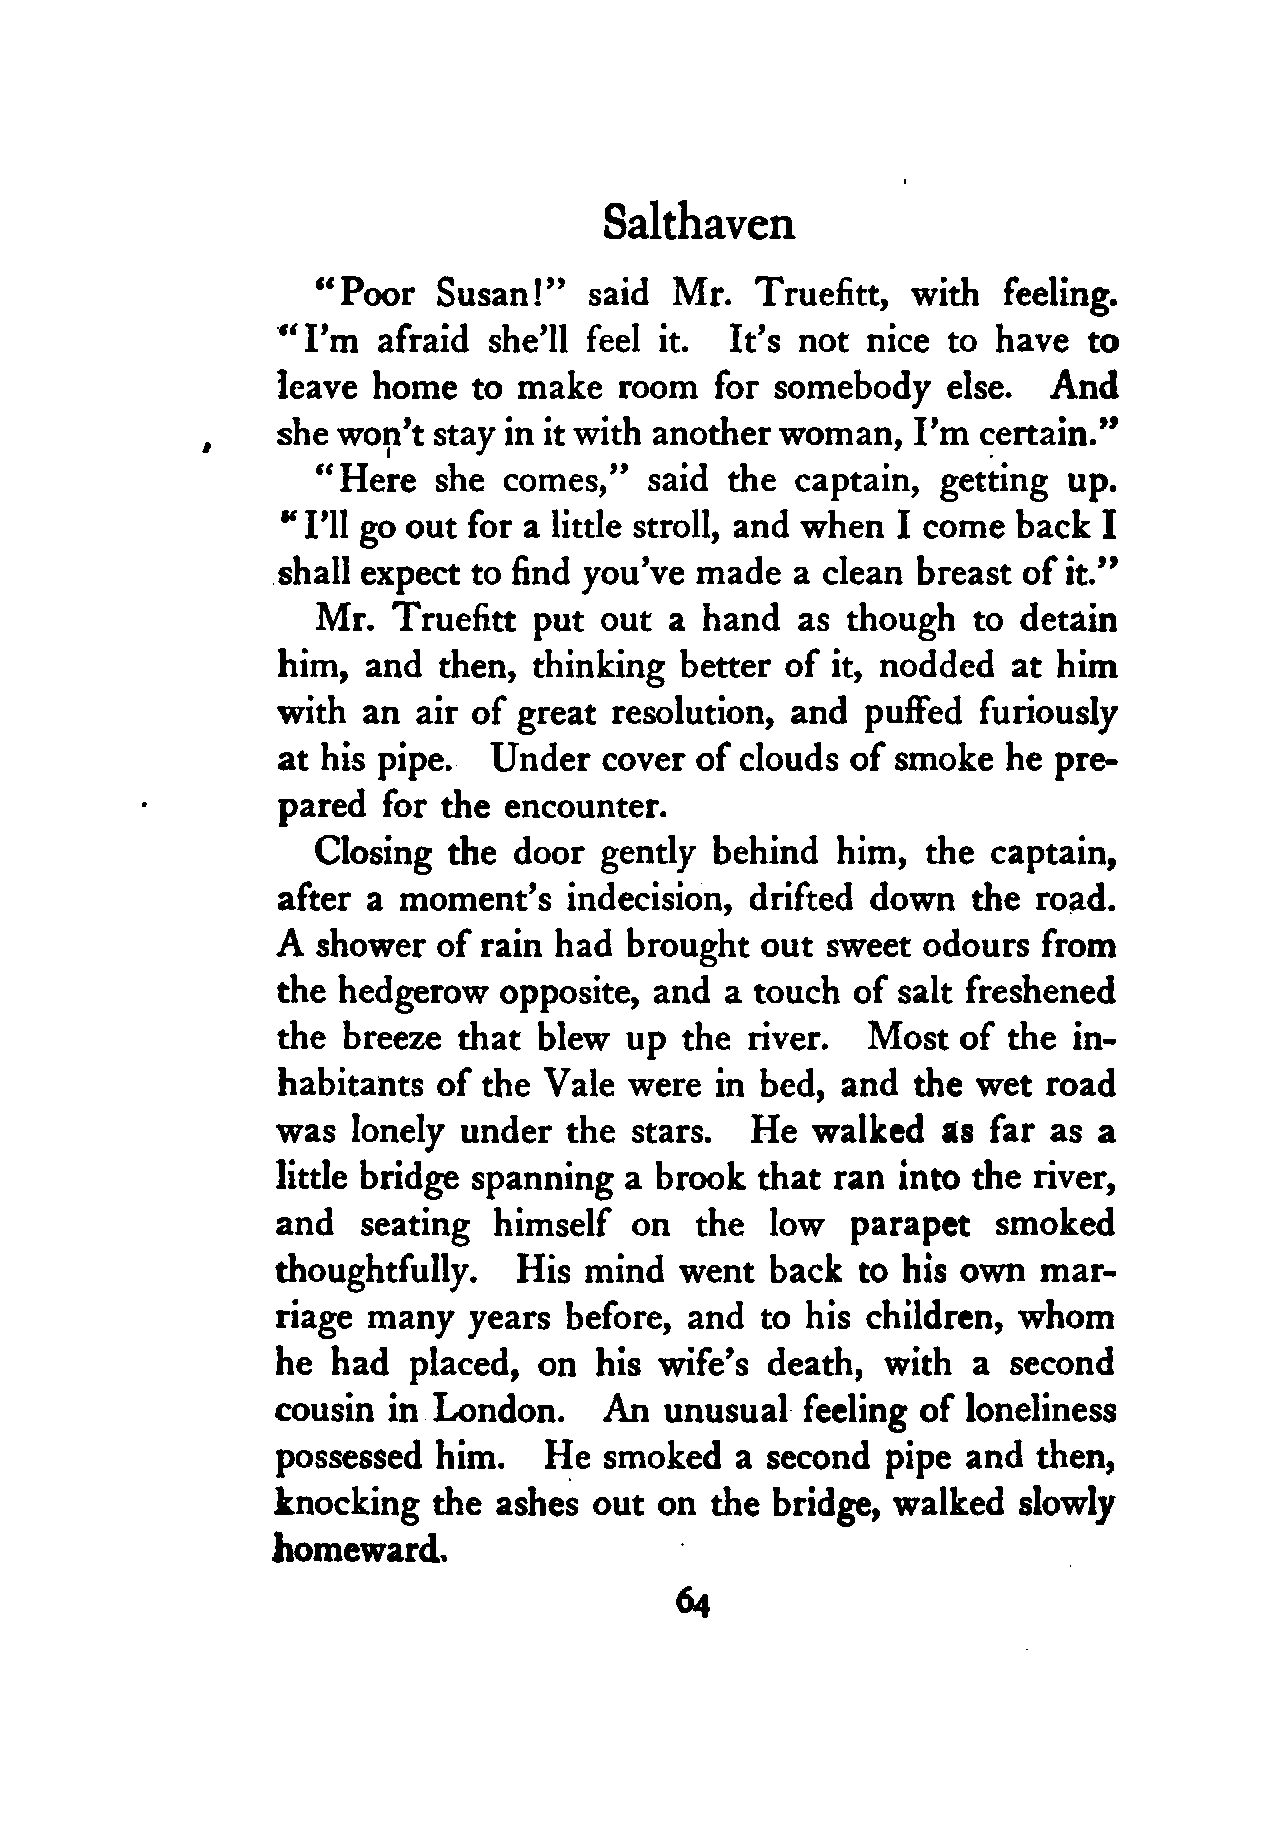 Salthaven
“Poor Susan!” said Mr. Truefitt, with feeling.
“I’m afraid she’ll feel it. It’s not nice to have to
leave home to make room for somebody else. And
she won’t stay in it with another woman, I’m certain.”
“Here she comes,” said the captain, getting up.
“I’ll go out for a little stroll, and when I come back I
shall expect to find you’ve made a clean breast of it.”
Mr. Truefitt put out a hand as though to detain
him, and then, thinking better of it, nodded at him
with an air of great resolution, and puffed furiously
at his pipe. Under cover of clouds of smoke he pre-
pared for the encounter.
Closing the door gently behind him, the captain,
after a moment’s indecision, drifted down the road.
A shower of rain had brought out sweet odours from
the hedgerow opposite, and a touch of salt freshened
the breeze that blew up the river. Most of the in-
habitants of the Vale were in bed, and the wet road
was lonely under the stars. He walked as far as a
little bridge spanning a brook that ran into the river,
and seating himself on the low parapet smoked
thoughtfully. His mind went back to his own mar-
riage many years before, and to his children, whom
he had placed, on his wife’s death, with a second
cousin in London. An unusual feeling of loneliness
possessed him. He smoked a second pipe and then,
knocking the ashes out on the bridge, walked slowly
homeward.
64